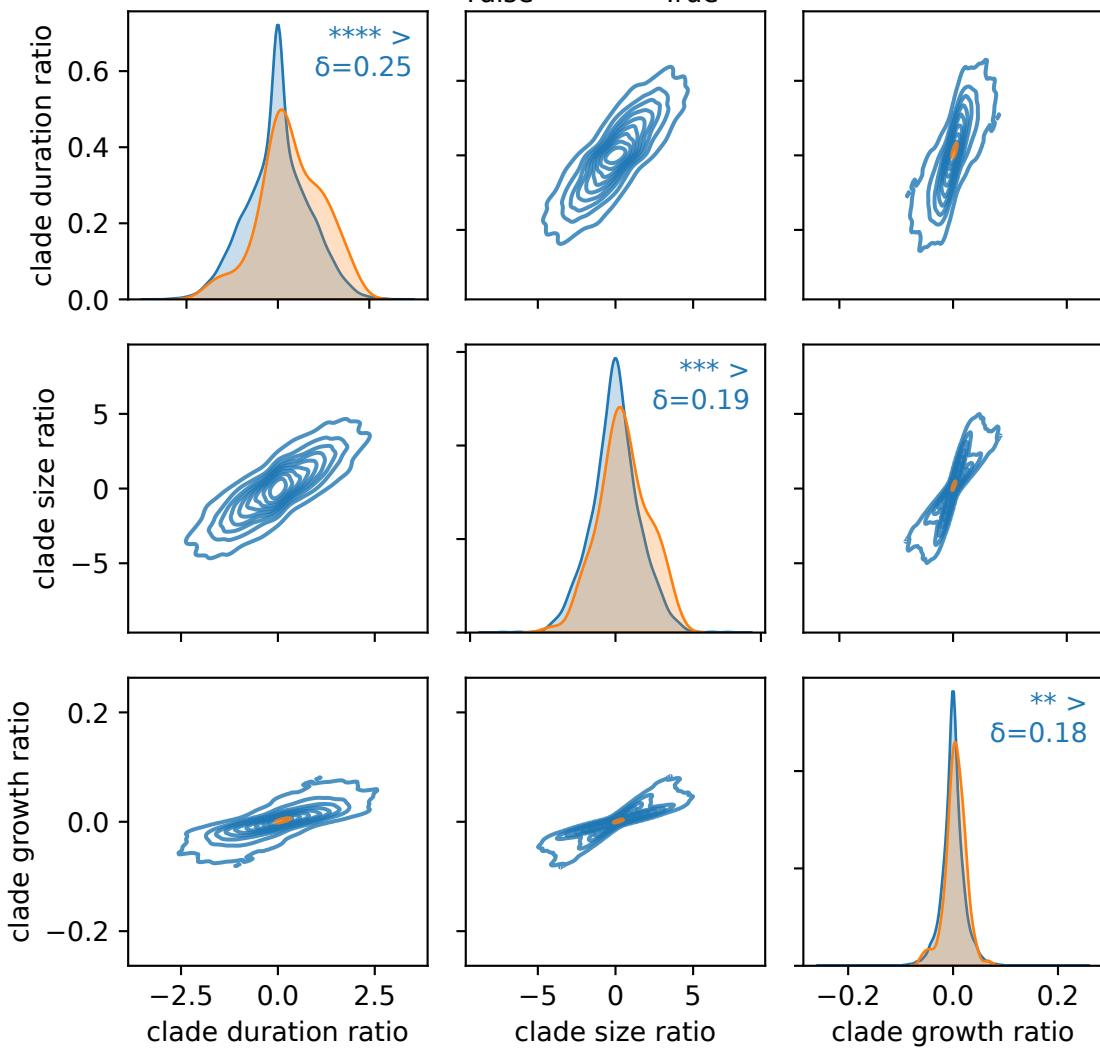 **** >
δ=0.25
clade duration ratio
0.6
0.4
0.2
0.0
*** >
δ=0.19
clade size ratio
5
0
−5
** >
δ=0.18
clade growth ratio
0.2
0.0
−0.2
−2.5 0.0 2.5 −5 0 5 −0.2 0.0 0.2
clade duration ratio clade size ratio clade growth ratio